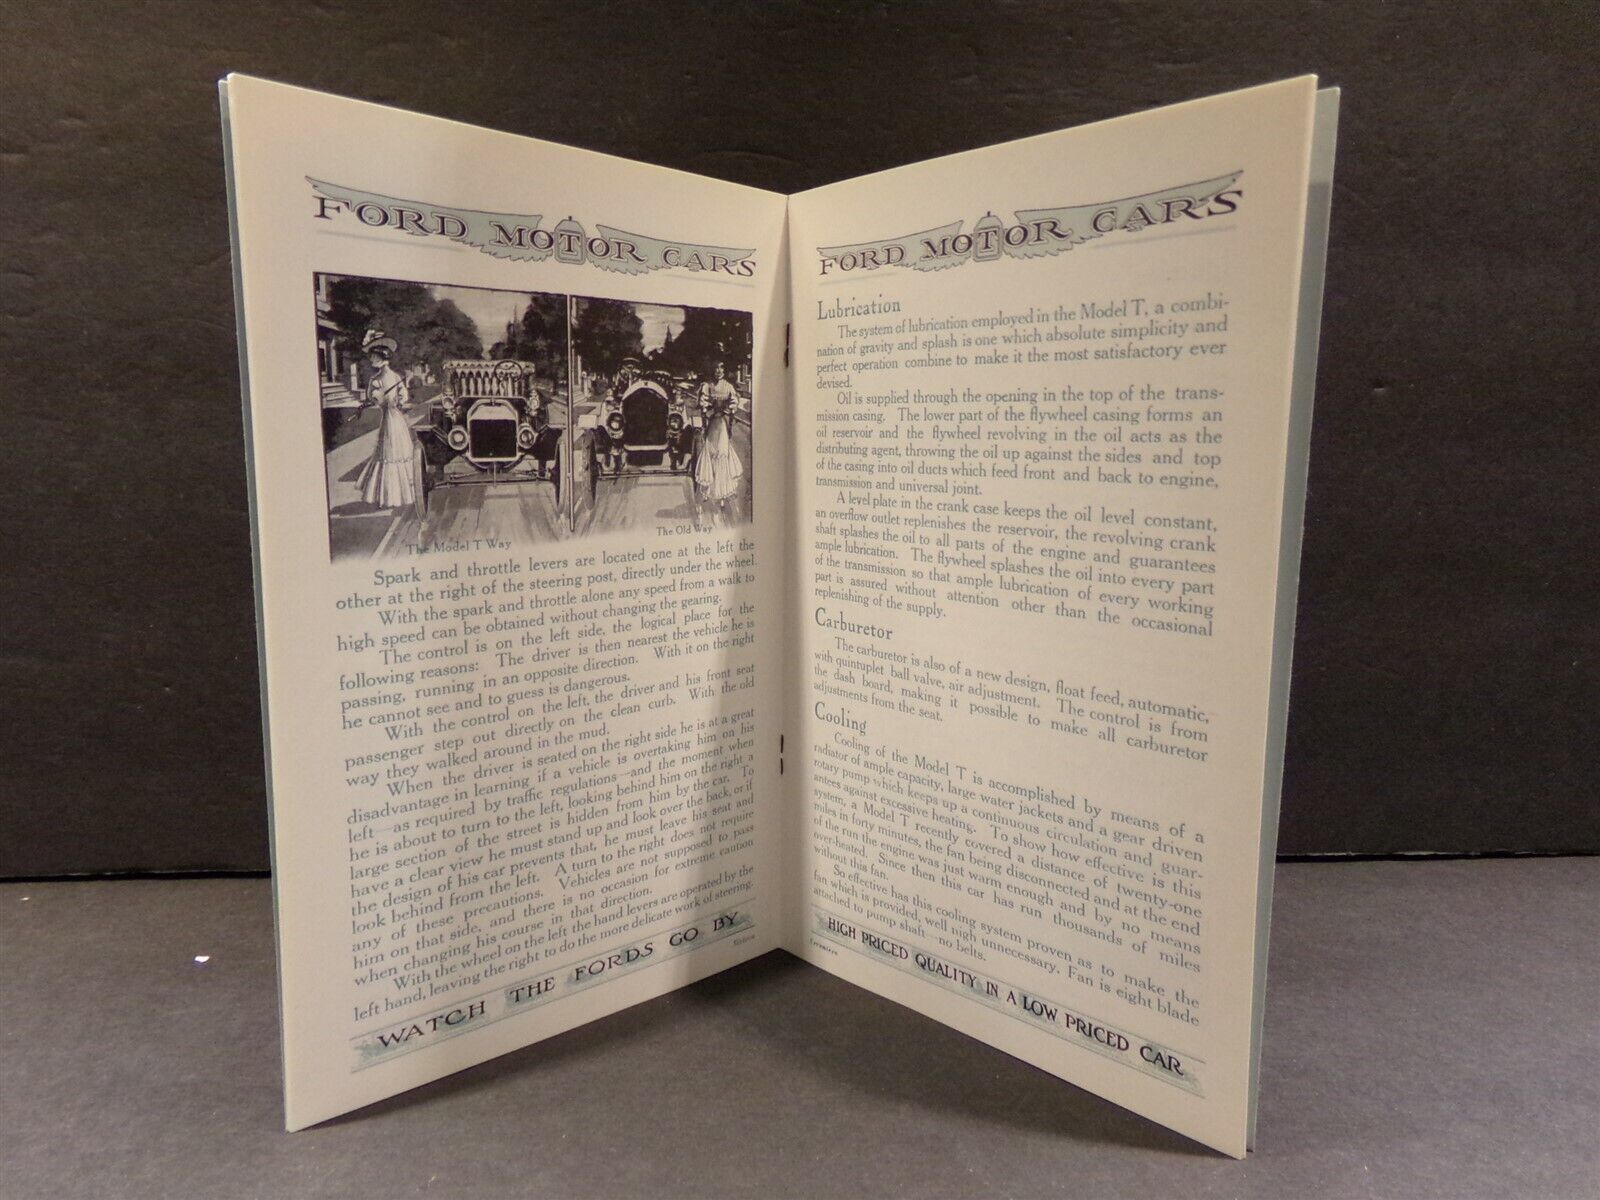 FORD MOTOR CARS
The Model T Way
The Old Way
Spark and throttle levers are located one at the left the
other at the right of the steering post, directly under the wheel.
With the spark and throttle alone any speed from a walk to
high speed can be obtained without changing the gearing.
The control is on the left side, the logical place for the
following reasons: The driver is then nearest the vehicle he is
passing, running in an opposite direction. With it on the right
he cannot see and to guess is dangerous.
With the control on the left, the driver and his front seat
passenger step out directly on the clean curb. With the old
way they walked around in the mud.
When the driver is seated on the right side he is at a great
disadvantage in learning if a vehicle is overtaking him on his
left—as required by traffic regulations—and the moment when
he is about to turn to the left, looking behind him on the right a
large section of the street is hidden from him by the car. To
have a clear view he must stand up and look over the back, or if
the design of his car prevents that, he must leave his seat and
look behind from the left. A turn to the right does not require
any of these precautions. Vehicles are not supposed to pass
him on that side, and there is no occasion for extreme caution
when changing his course in that direction.
With the wheel on the left the hand levers are operated by the
left hand, leaving the right to do the more delicate work of steering.
Sixteen
WATCH THE FORDS GO BY
FORD MOTOR CARS
Lubrication
The system of lubrication employed in the Model T, a combi-
nation of gravity and splash is one which absolute simplicity and
perfect operation combine to make it the most satisfactory ever
devised.
Oil is supplied through the opening in the top of the trans-
mission casing. The lower part of the flywheel casing forms an
oil reservoir and the flywheel revolving in the oil acts as the
distributing agent, throwing the oil up against the sides and top
of the casing into oil ducts which feed front and back to engine,
transmission and universal joint.
A level plate in the crank case keeps the oil level constant,
an overflow outlet replenishes the reservoir, the revolving crank
shaft splashes the oil to all parts of the engine and guarantees
ample lubrication. The flywheel splashes the oil into every part
of the transmission so that ample lubrication of every working
part is assured without attention other than the occasional
replenishing of the supply.
Carburetor
The carburetor is also of a new design, float feed, automatic,
with quintuplet ball valve, air adjustment. The control is from
the dash board, making it possible to make all carburetor
adjustments from the seat.
Cooling
Cooling of the Model T is accomplished by means of a
radiator of ample capacity, large water jackets and a gear driven
rotary pump which keeps up a continuous circulation and guar-
antees against excessive heating. To show how effective is this
system, a Model T recently covered a distance of twenty-one
miles in forty minutes, the fan being disconnected and at the end
of the run the engine was just warm enough and by no means
over-heated. Since then this car has run thousands of miles
without this fan.
So effective has this cooling system proven as to make the
fan which is provided, well nigh unnecessary. Fan is eight blade
attached to pump shaft—no belts.
HIGH PRICED QUALITY IN A LOW PRICED CAR